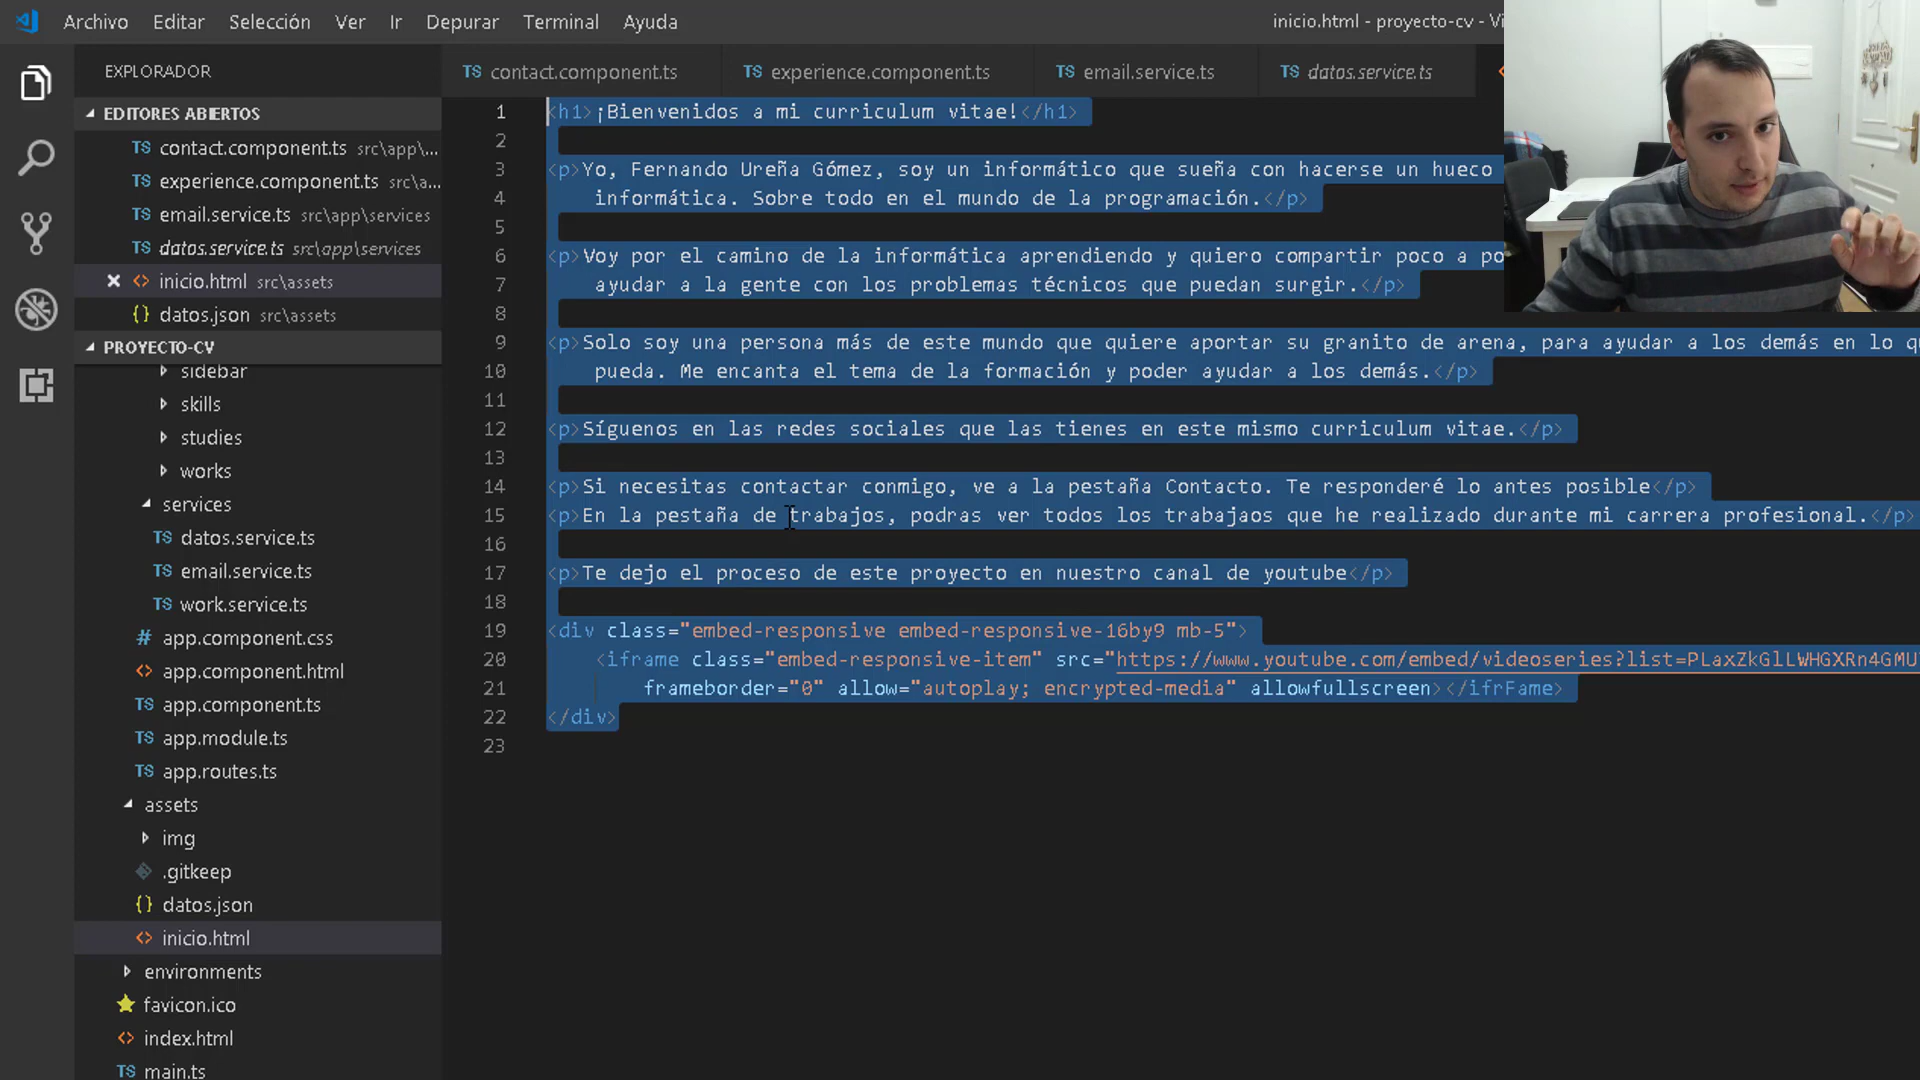 Archivo Editar Selección Ver Ir Depurar Terminal Ayuda
inicio.html - proyecto-cv -
EXPLORADOR
EDITORES ABIERTOS
TS contact.component.ts src\app\...
TS experience.component.ts src\a...
TS email.service.ts src\app\services
TS datos.service.ts src\app\services
inicio.html src\assets
{} datos.json src\assets
PROYECTO-CV
sidebar
skills
studies
works
services
TS datos.service.ts
TS email.service.ts
TS work.service.ts
# app.component.css
<> app.component.html
TS app.component.ts
TS app.module.ts
TS app.routes.ts
assets
img
.gitkeep
{} datos.json
<> inicio.html
environments
favicon.ico
<> index.html
TS main.ts
TS contact.component.ts TS experience.component.ts TS email.service.ts TS datos.service.ts
1 <h1>¡Bienvenidos a mi curriculum vitae!</h1>
2
3 <p>Yo, Fernando Ureña Gómez, soy un informático que sueña con hacerse un hueco
4 informática. Sobre todo en el mundo de la programación.</p>
5
6 <p>Voy por el camino de la informática aprendiendo y quiero compartir poco a po
7 ayudar a la gente con los problemas técnicos que puedan surgir.</p>
8
9 <p>Solo soy una persona más de este mundo que quiere aportar su granito de arena, para ayudar a los demás en lo qu
10 pueda. Me encanta el tema de la formación y poder ayudar a los demás.</p>
11
12 <p>Síguenos en las redes sociales que las tienes en este mismo curriculum vitae.</p>
13
14 <p>Si necesitas contactar conmigo, ve a la pestaña Contacto. Te responderé lo antes posible</p>
15 <p>En la pestaña de trabajos, podras ver todos los trabajaos que he realizado durante mi carrera profesional.</p>
16
17 <p>Te dejo el proceso de este proyecto en nuestro canal de youtube</p>
18
19 <div class="embed-responsive embed-responsive-16by9 mb-5">
20 <iframe class="embed-responsive-item" src="https://www.youtube.com/embed/videoseries?list=PLaxZkGlLWHGXRn4GMU
21 frameborder="0" allow="autoplay; encrypted-media" allowfullscreen></ifrFame>
22 </div>
23